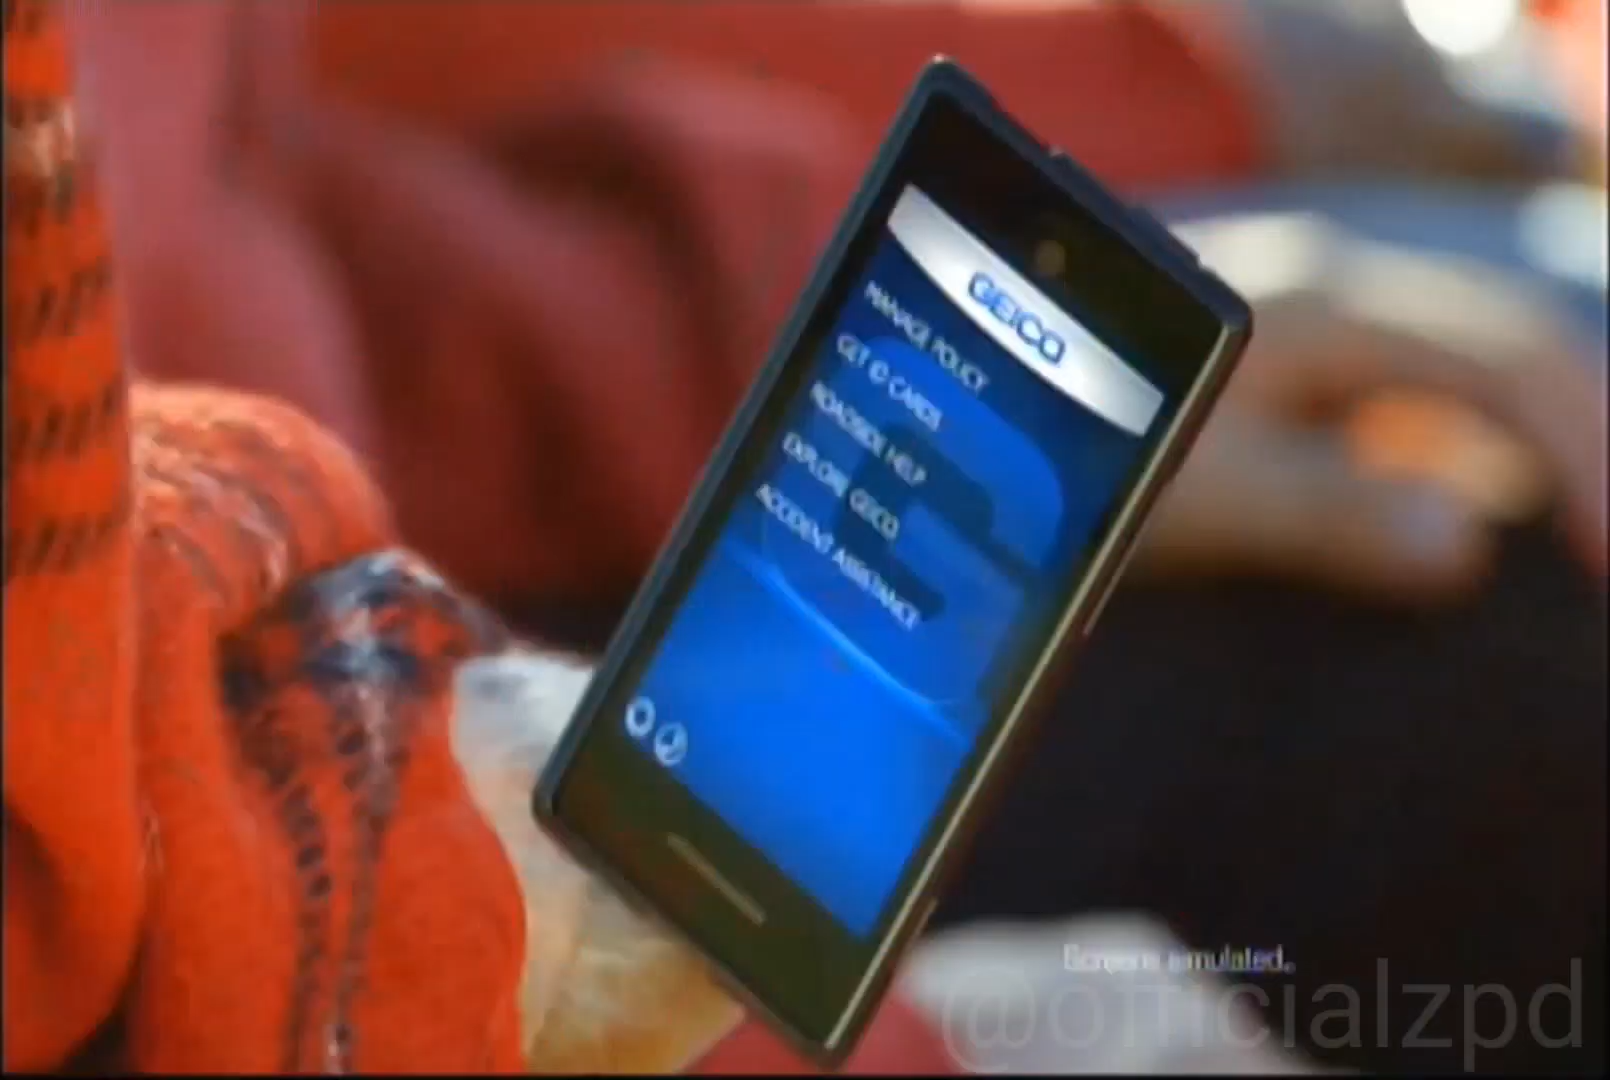 GEICO
MANAGE POLICY
GET ID CARDS
ROADSIDE HELP
EXPLORE GEICO
ACCIDENT ASSISTANCE
Screens simulated.
@officialzpd